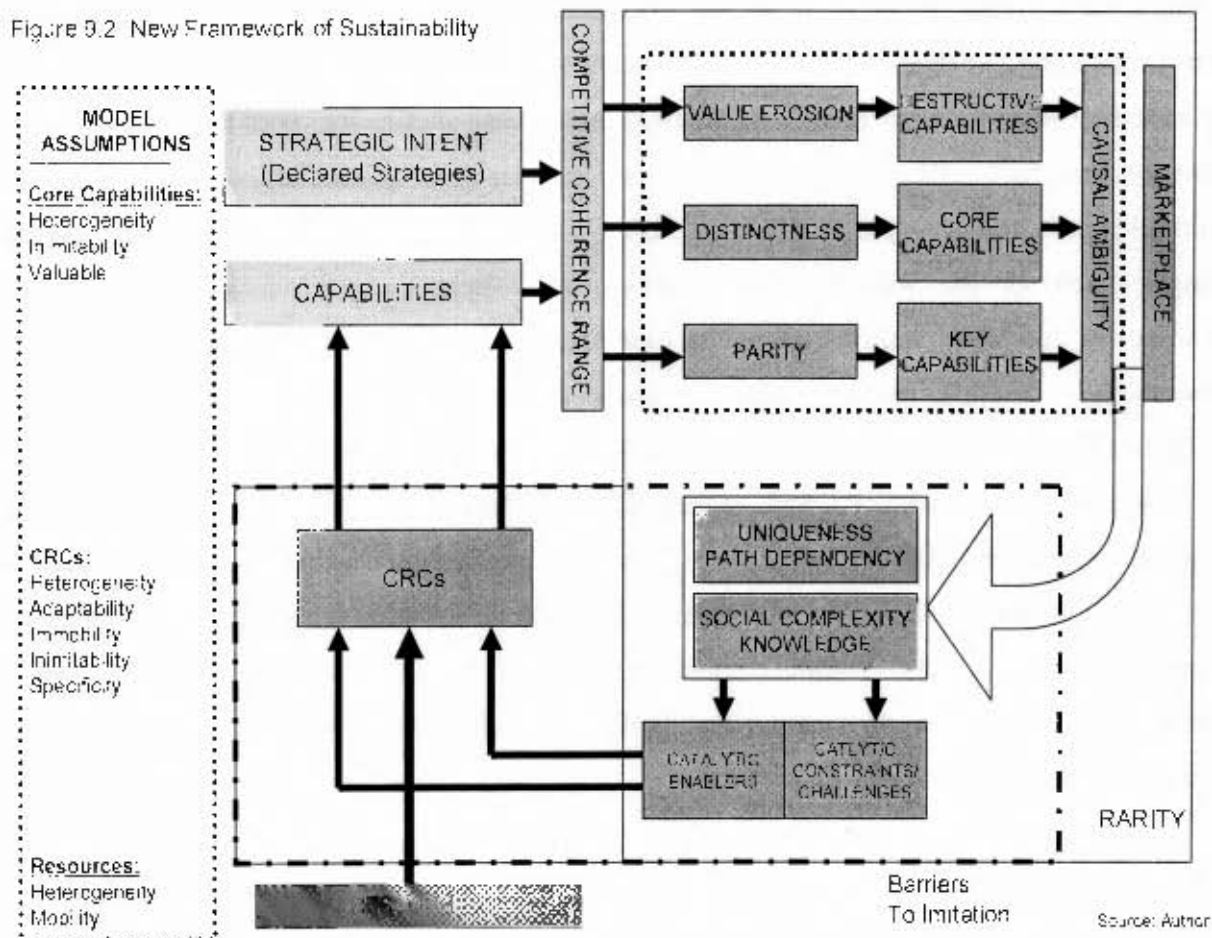 Figure 9.2 New Framework of Sustainability
MODEL
ASSUMPTIONS
Core Capabilities:
Heterogeneity
Inimitability
Valuable
CRCs:
Heterogeneity
Adaptability
Immobility
Inimitability
Specificity
Resources:
Heterogeneity
Mobility
STRATEGIC INTENT
(Declared Strategies)
CAPABILITIES
COMPETITIVE COHERENCE RANGE
VALUE EROSION
DESTRUCTIVE
CAPABILITIES
DISTINCTNESS
CORE
CAPABILITIES
PARITY
KEY
CAPABILITIES
CAUSAL AMBIGUITY
MARKETPLACE
CRCs
UNIQUENESS
PATH DEPENDENCY
SOCIAL COMPLEXITY
KNOWLEDGE
CATALYTIC
ENABLERS
CATLYTIC
CONSTRAINTS/
CHALLENGES
RARITY
Barriers
To Imitation
Source: Author